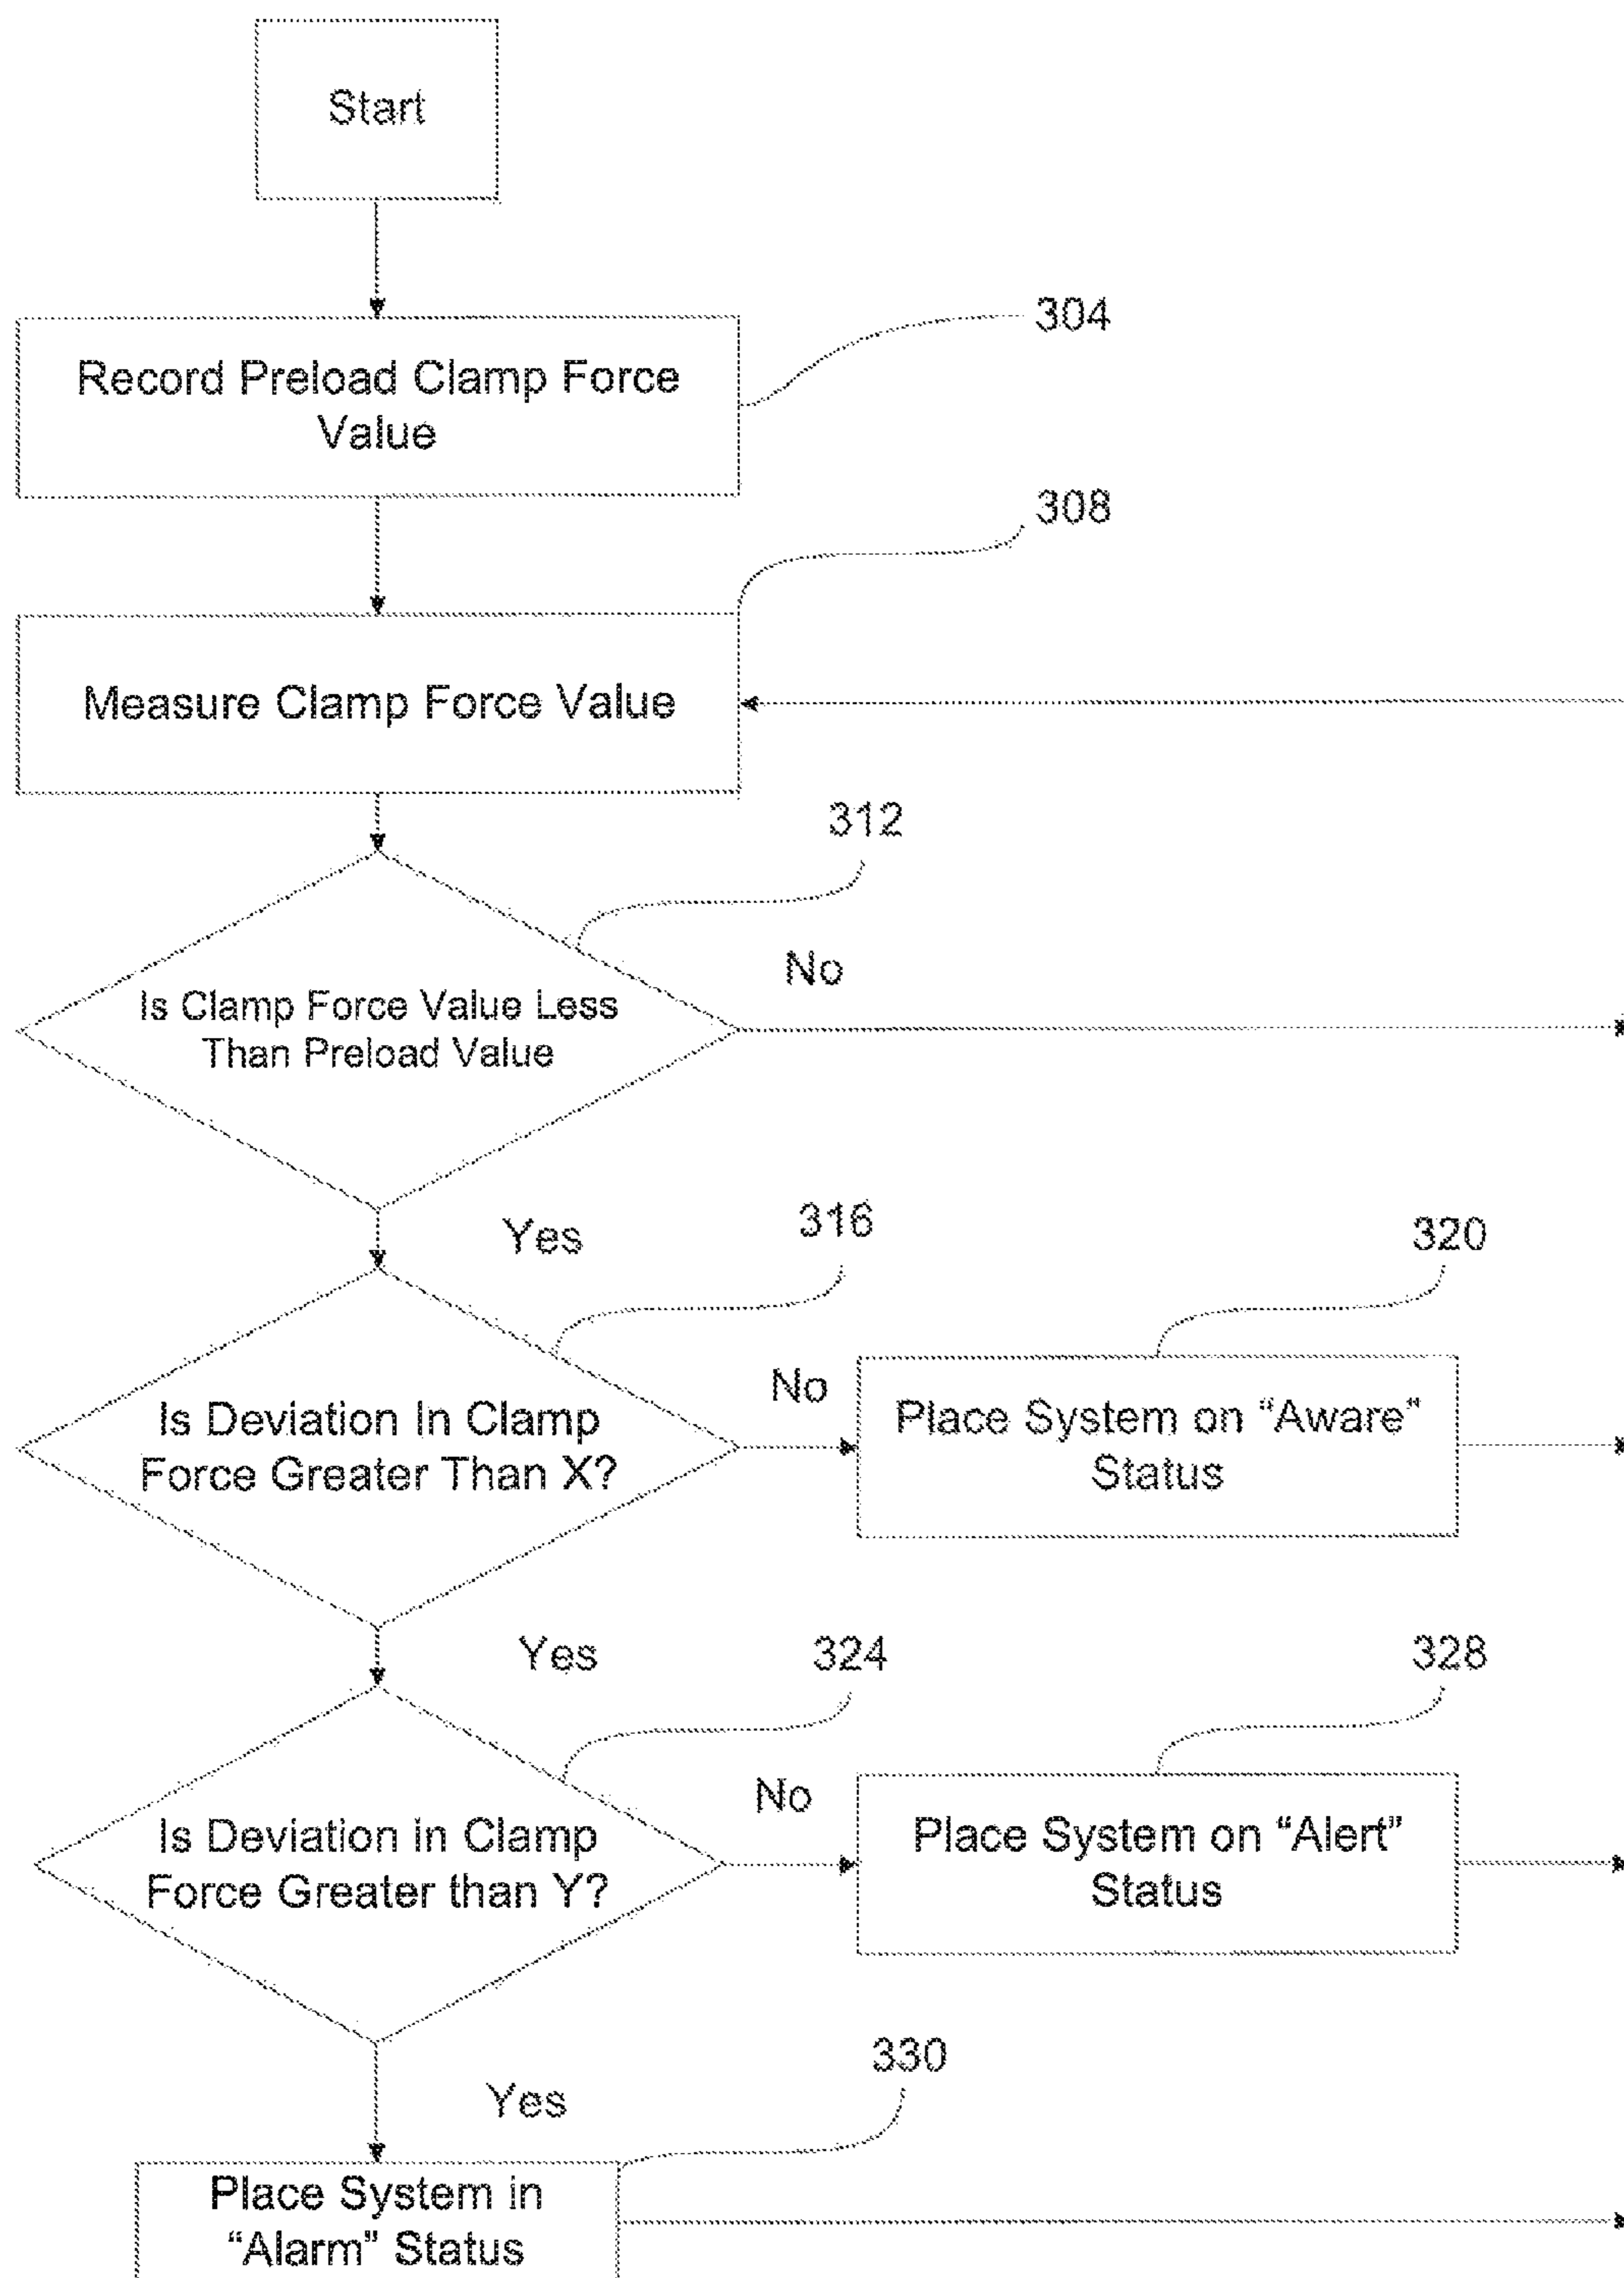 Start
304
Record Preload Clamp Force
Value
308
Measure Clamp Force Value
312
No
Is Clamp Force Value Less
Than Preload Value
Yes
316
320
No
Is Deviation In Clamp
Force Greater Than X?
Place System on “Aware”
Status
Yes
324
328
No
Is Deviation in Clamp
Force Greater than Y?
Place System on “Alert”
Status
330
Yes
Place System in
“Alarm” Status